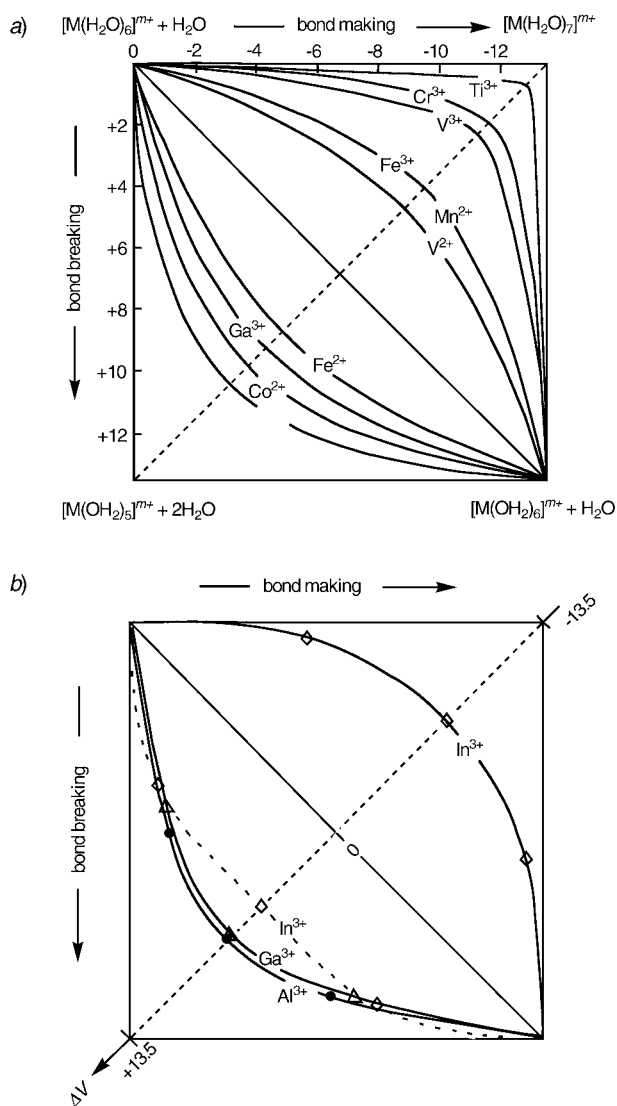 a)
[M(H₂O)₆]ᵐ⁺ + H₂O — bond making → [M(H₂O)₇]ᵐ⁺
0 -2 -4 -6 -8 -10 -12
Ti³⁺
Cr³⁺
V³⁺
+2
Fe³⁺
+4
Mn²⁺
V²⁺
bond breaking
+6
+8
Ga³⁺
Fe²⁺
+10
Co²⁺
+12
[M(OH₂)₅]ᵐ⁺ + 2H₂O [M(OH₂)₆]ᵐ⁺ + H₂O
b)
bond making
-13.5
In³⁺
bond breaking
0
In³⁺
Ga³⁺
Al³⁺
+13.5
ΔV